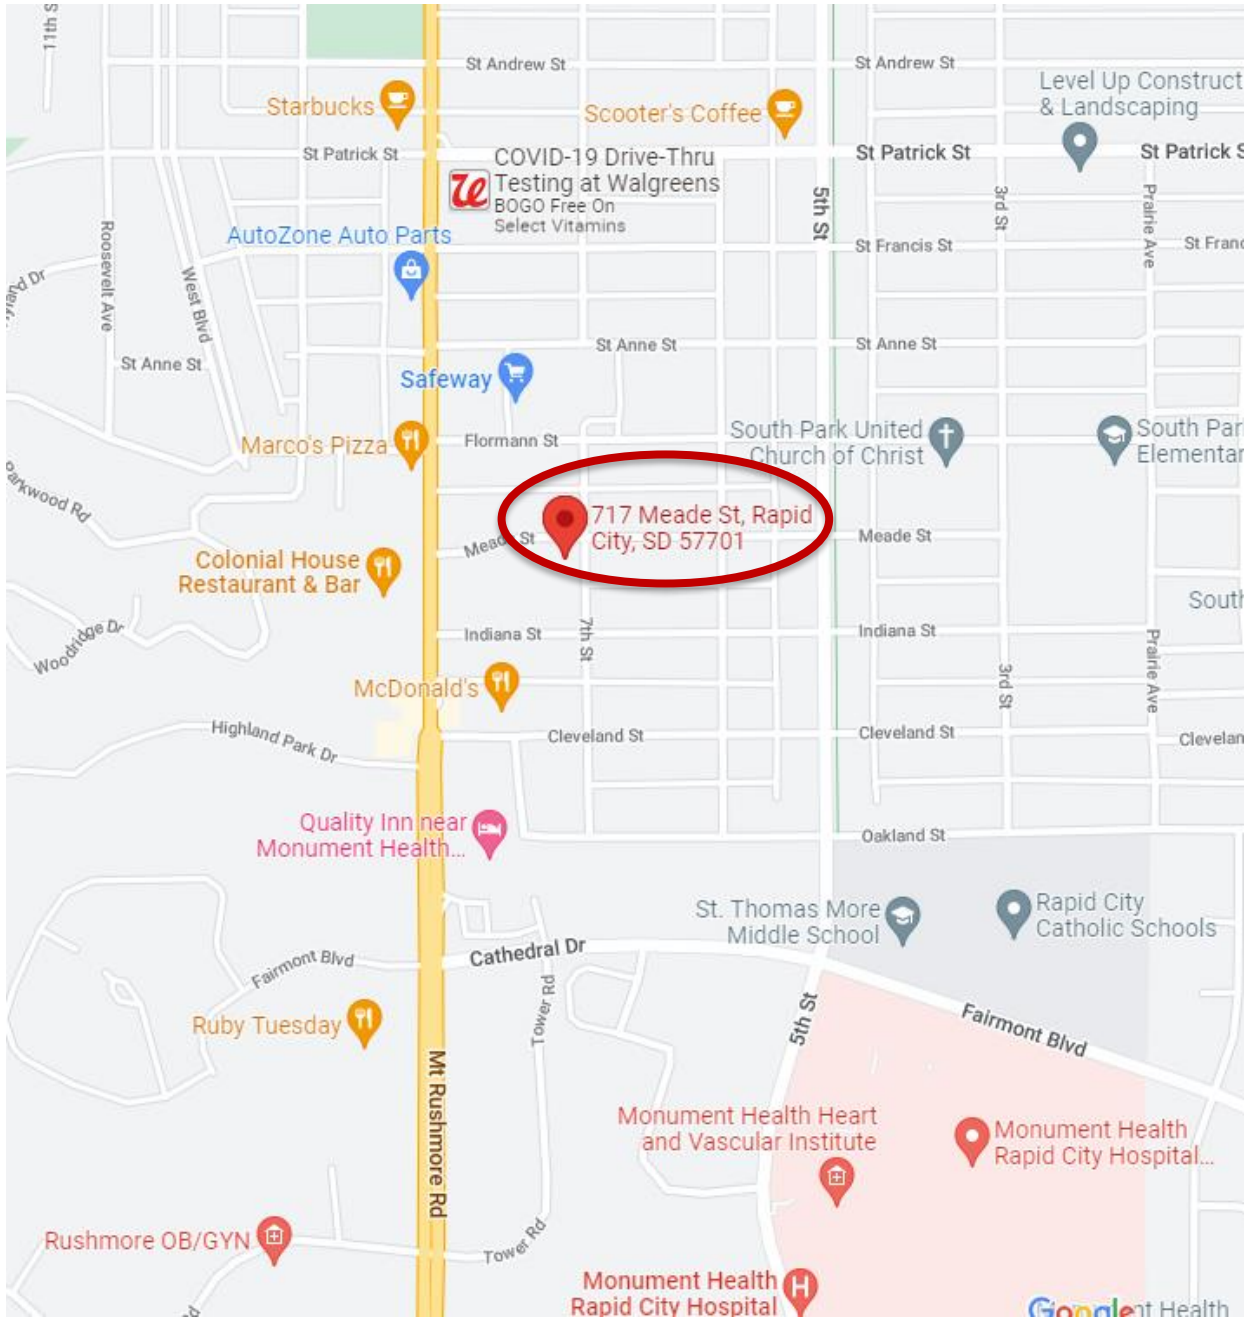 11th S
St Andrew St
St Andrew St
Level Up Construct
& Landscaping
Starbucks
Scooter's Coffee
St Patrick St
COVID-19 Drive-Thru
Testing at Walgreens
BOGO Free On
Select Vitamins
St Patrick St
St Patrick S
5th St
3rd St
Prairie Ave
Roosevelt Ave
West Blvd
AutoZone Auto Parts
St Francis St
St Franc
Dr
St Anne St
St Anne St
St Anne St
Safeway
Marco's Pizza
Flormann St
South Park United
Church of Christ
South Par
Elementar
Parkwood Rd
717 Meade St, Rapid
City, SD 57701
Meade St
Meade St
Colonial House
Restaurant & Bar
South
Woodridge Dr
Indiana St
7th St
Indiana St
Prairie Ave
3rd St
McDonald's
Highland Park Dr
Cleveland St
Cleveland St
Clevelan
Quality Inn near
Monument Health...
Oakland St
St. Thomas More
Middle School
Rapid City
Catholic Schools
Fairmont Blvd
Cathedral Dr
Tower Rd
5th St
Fairmont Blvd
Ruby Tuesday
Mt Rushmore Rd
Monument Health Heart
and Vascular Institute
Monument Health
Rapid City Hospital...
Rushmore OB/GYN
Tower Rd
Monument Health
Rapid City Hospital
Google
nt Health